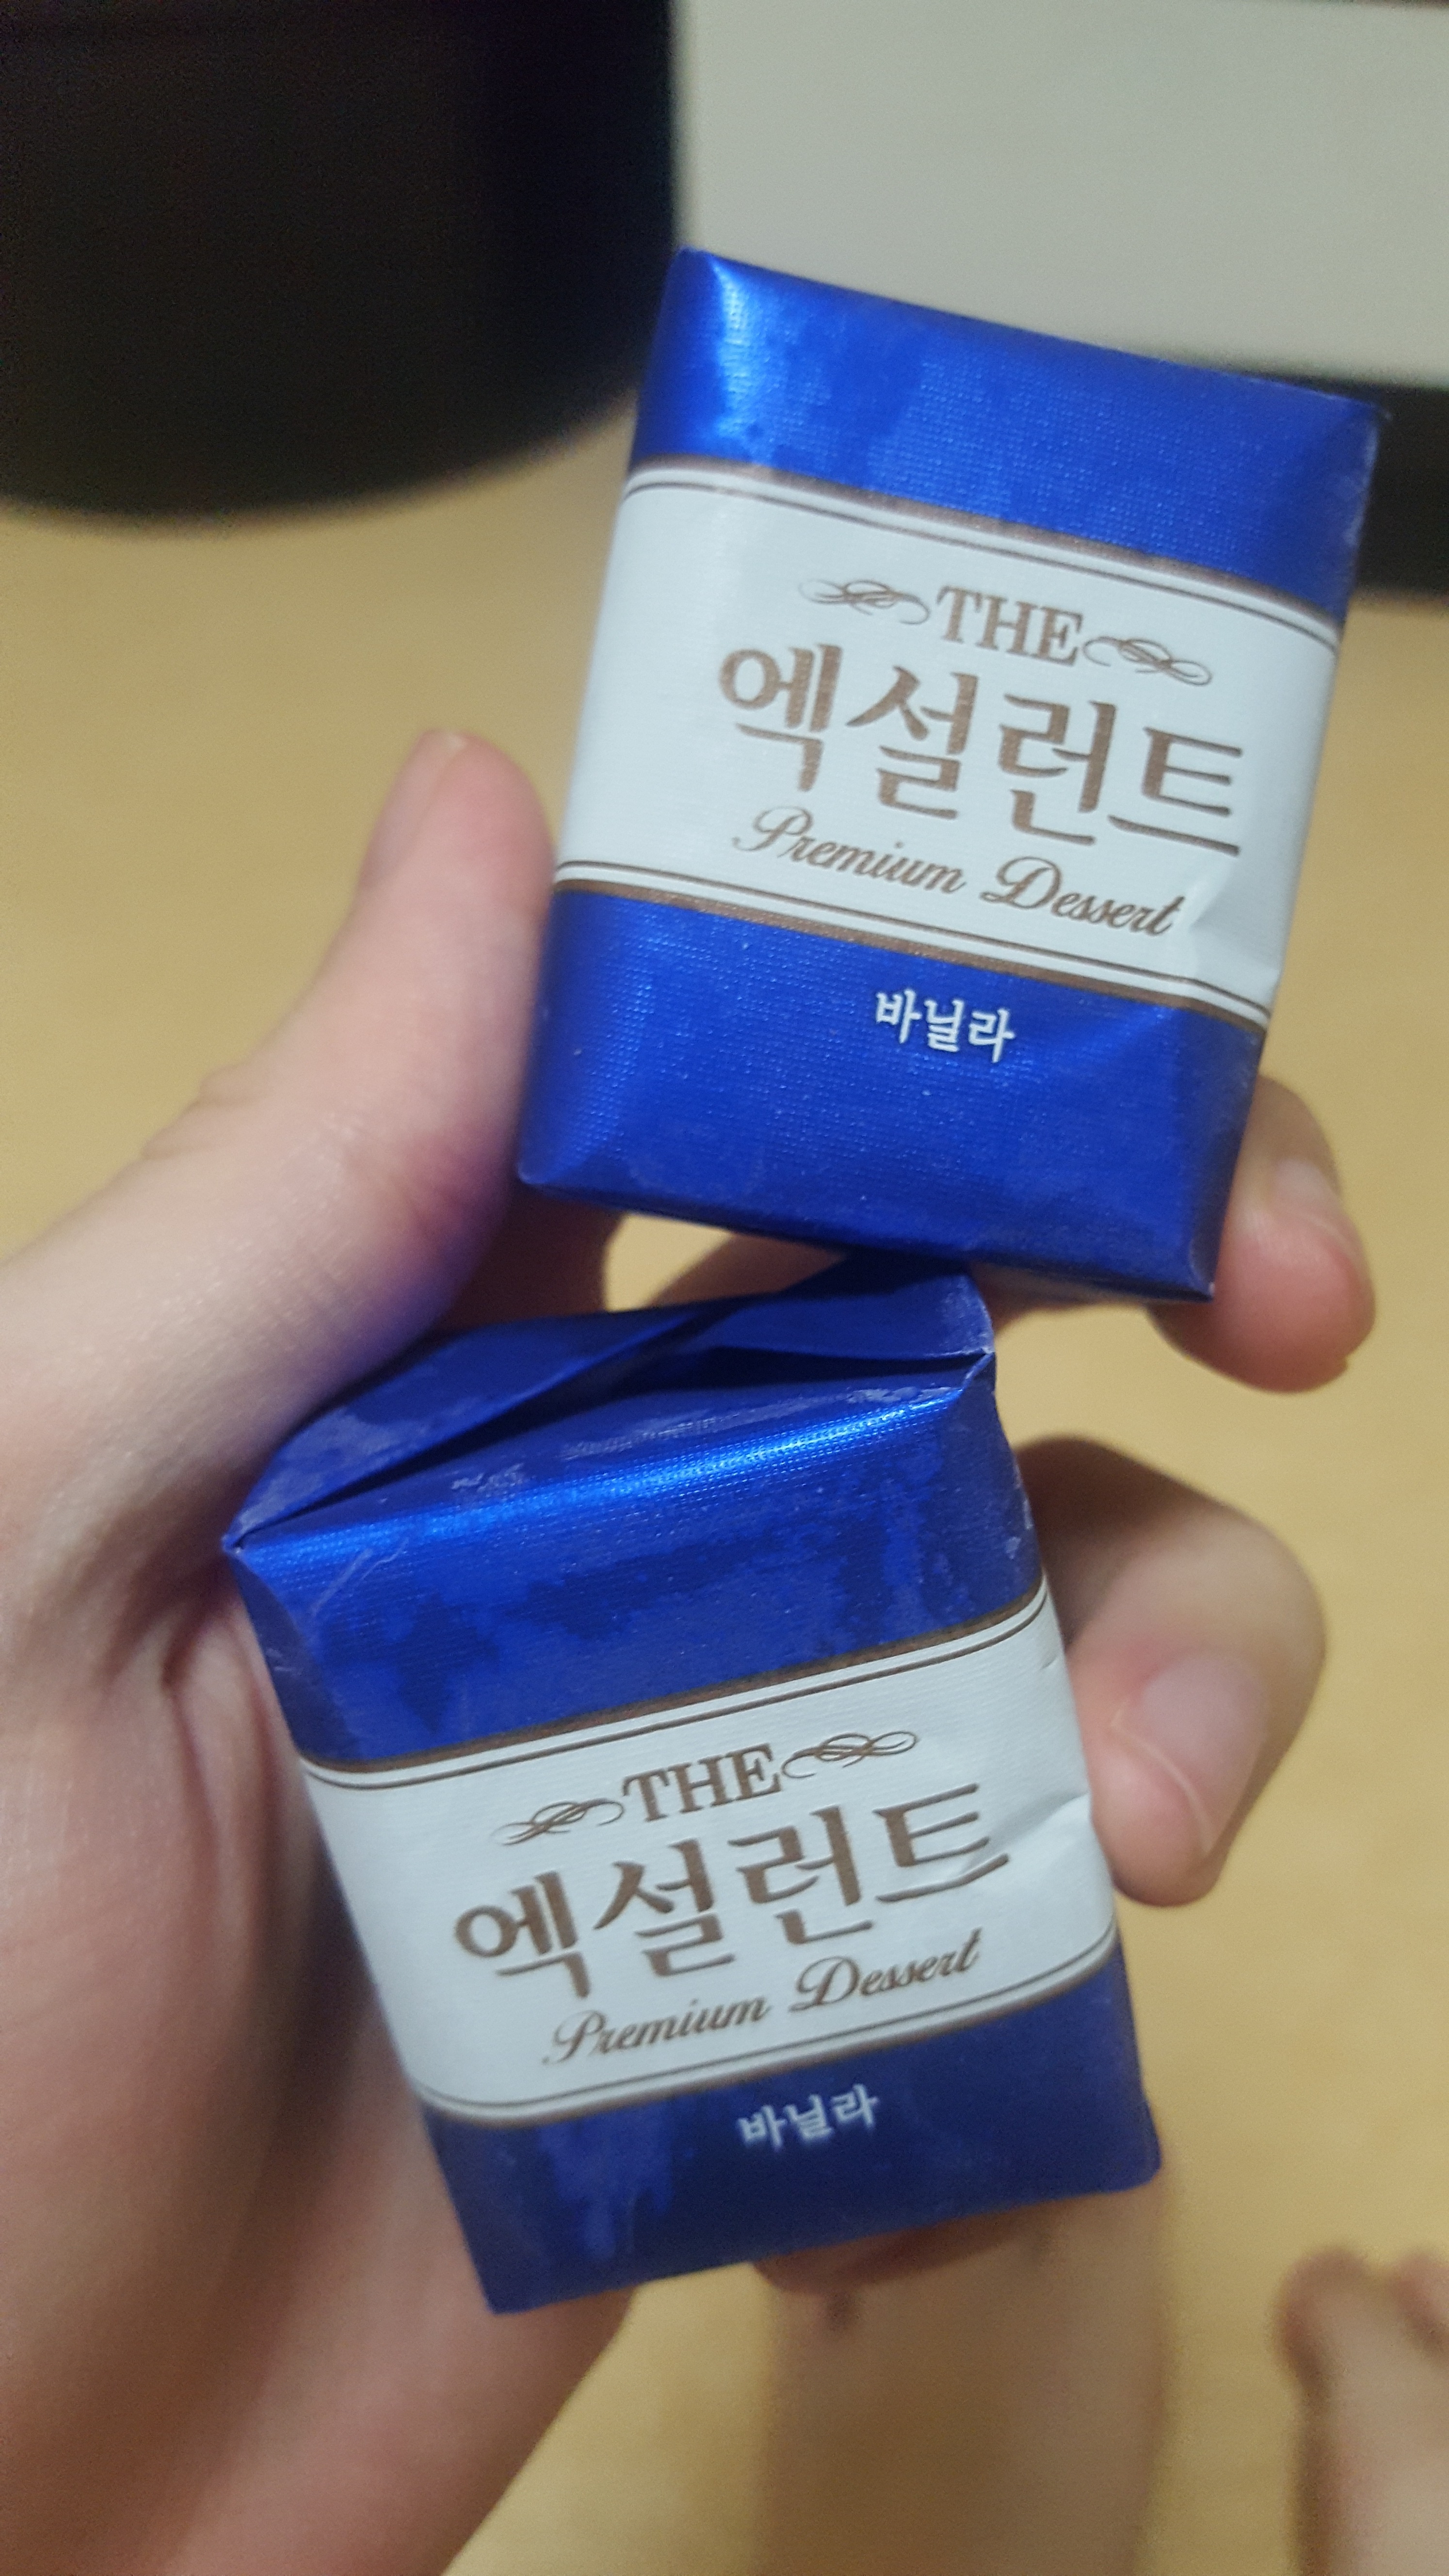 THE
엑설런트
Premium Dessert
바닐라
THE
엑설런트
Premium Dessert
바닐라